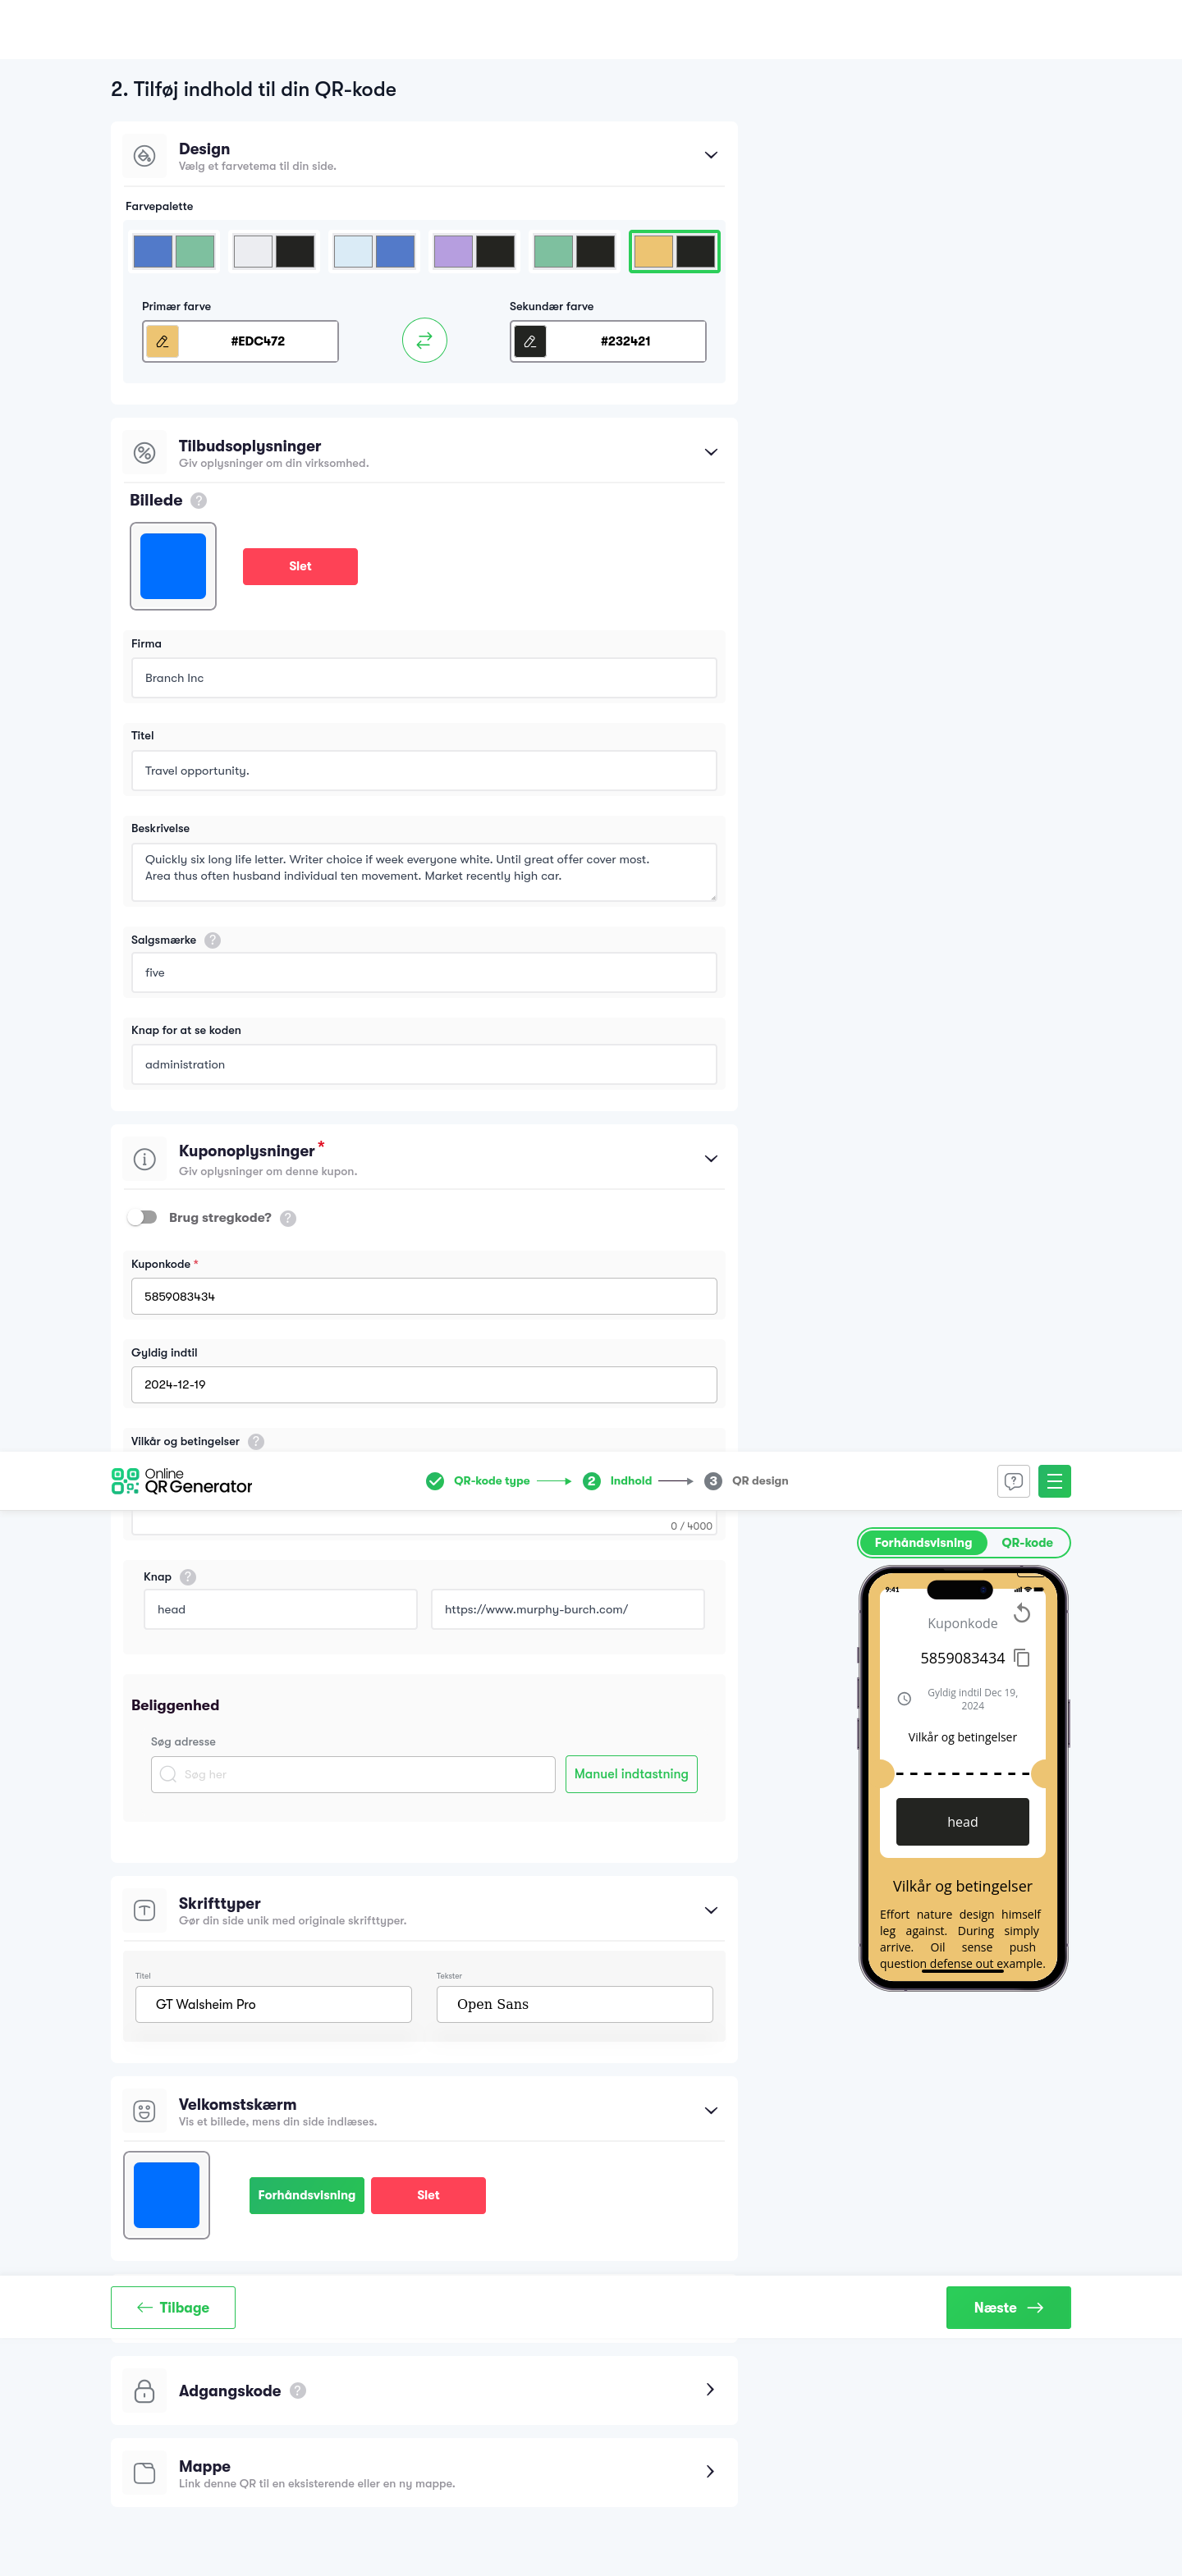 2. Tilføj indhold til din QR-kode
Design
Vælg et farvetema til din side.
Farvepalette
Primær farve
Sekundær farve
#EDC472
#232421
Tilbudsoplysninger
Giv oplysninger om din virksomhed.
Billede ?
Slet
Firma
Branch Inc
Titel
Travel opportunity.
Beskrivelse
Quickly six long life letter. Writer choice if week everyone white. Until great offer cover most.
Area thus often husband individual ten movement. Market recently high car.
Salgsmærke ?
five
Knap for at se koden
administration
Kuponoplysninger *
Giv oplysninger om denne kupon.
Brug stregkode? ?
Kuponkode *
5859083434
Gyldig indtil
2024-12-19
Vilkår og betingelser ?
Online
QR Generator
QR-kode type
2 Indhold
3 QR design
?
0 / 4000
Knap ?
head
https://www.murphy-burch.com/
Beliggenhed
Søg adresse
Søg her
Manuel indtastning
Forhåndsvisning
QR-kode
9:41
Kuponkode
5859083434
Gyldig indtil Dec 19,
2024
Vilkår og betingelser
head
Vilkår og betingelser
Effort nature design himself
leg against. During simply
arrive. Oil sense push
question defense out example.
Skrifttyper
Gør din side unik med originale skrifttyper.
Titel
Tekster
GT Walsheim Pro
Open Sans
Velkomstskærm
Vis et billede, mens din side indlæses.
Forhåndsvisning
Slet
Tilbage
Næste
Adgangskode ?
Mappe
Link denne QR til en eksisterende eller en ny mappe.